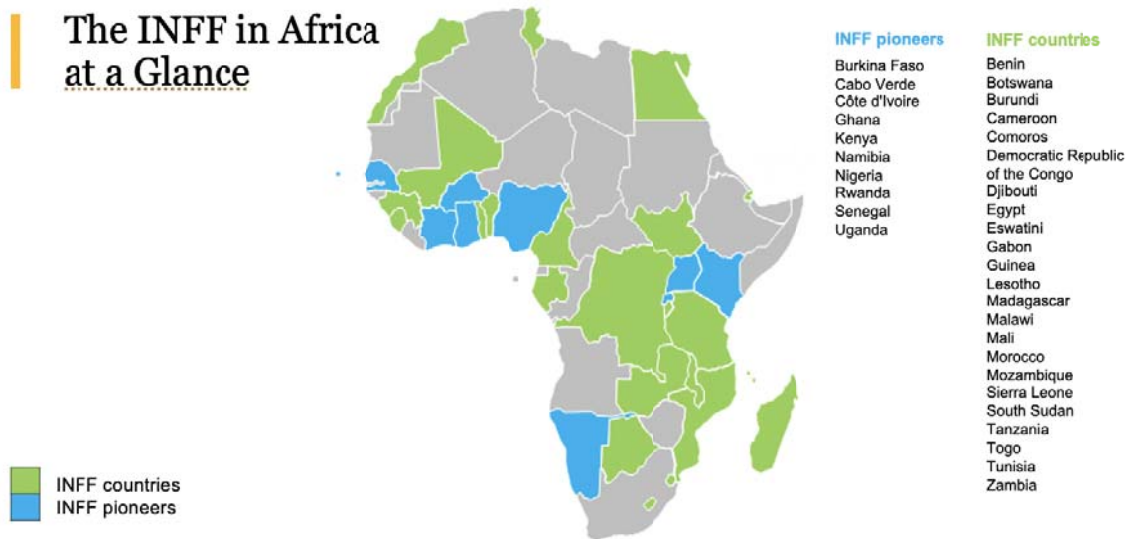 The INFF in Africa
at a Glance
INFF pioneers
Burkina Faso
Cabo Verde
Côte d'Ivoire
Ghana
Kenya
Namibia
Nigeria
Rwanda
Senegal
Uganda
INFF countries
Benin
Botswana
Burundi
Cameroon
Comoros
Democratic Republic
of the Congo
Djibouti
Egypt
Eswatini
Gabon
Guinea
Lesotho
Madagascar
Malawi
Mali
Morocco
Mozambique
Sierra Leone
South Sudan
Tanzania
Togo
Tunisia
Zambia
INFF countries
INFF pioneers